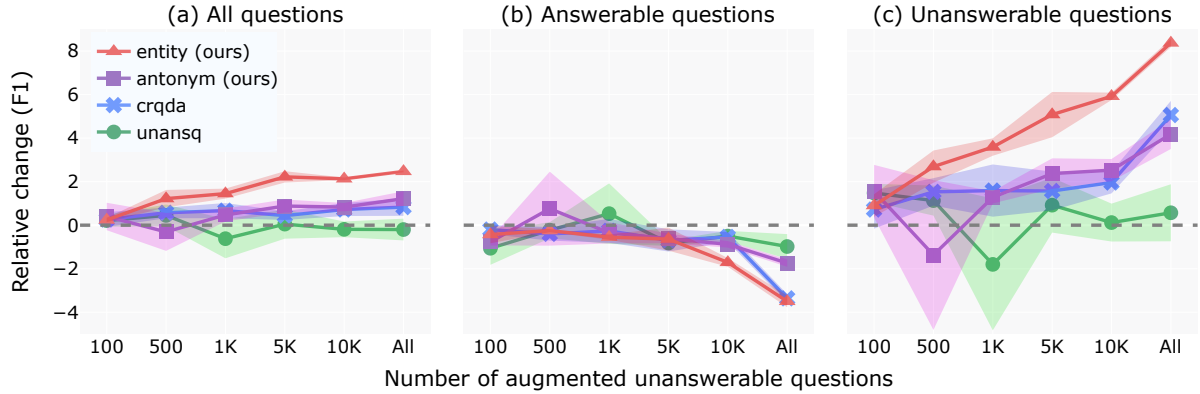 (a) All questions
(b) Answerable questions
(c) Unanswerable questions
Relative change (F1)
8
6
4
2
0
−2
−4
entity (ours)
antonym (ours)
crqda
unansq
100 500 1K 5K 10K All
100 500 1K 5K 10K All
100 500 1K 5K 10K All
Number of augmented unanswerable questions